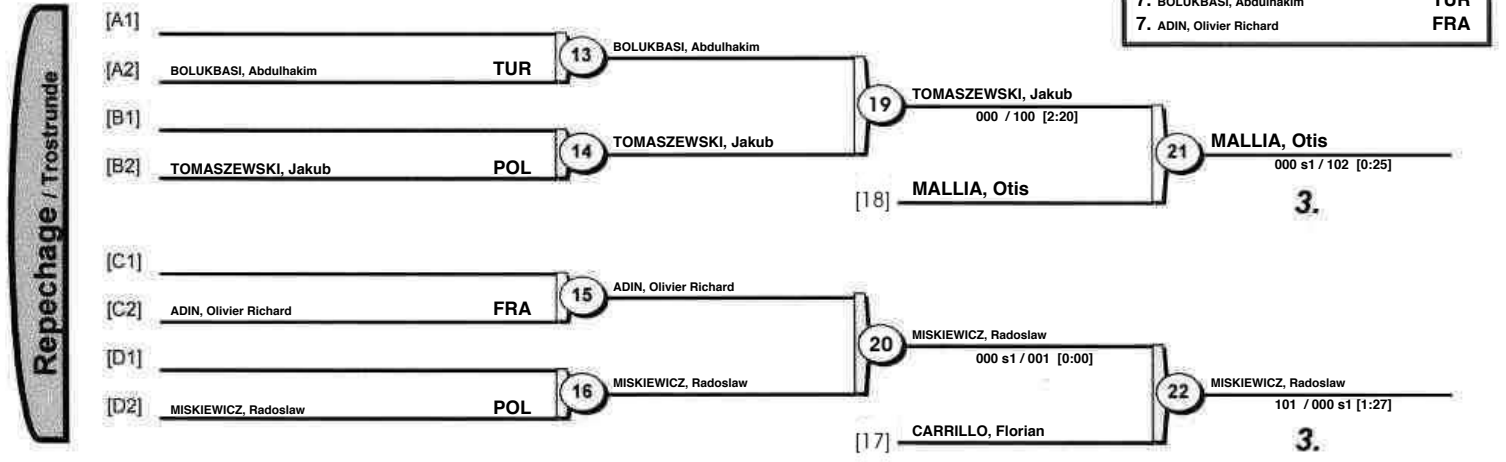 7. BOLUKBASI, Abdulhakim TUR
7. ADIN, Olivier Richard FRA
Repechage / Trostrunde
[A1]
[A2] BOLUKBASI, Abdulhakim TUR
13
BOLUKBASI, Abdulhakim
[B1]
[B2] TOMASZEWSKI, Jakub POL
14
TOMASZEWSKI, Jakub
19
TOMASZEWSKI, Jakub
000 / 100 [2:20]
[18] MALLIA, Otis
21
MALLIA, Otis
000 s1 / 102 [0:25]
3.
[C1]
[C2] ADIN, Olivier Richard FRA
15
ADIN, Olivier Richard
[D1]
[D2] MISKIEWICZ, Radoslaw POL
16
MISKIEWICZ, Radoslaw
20
MISKIEWICZ, Radoslaw
000 s1 / 001 [0:00]
[17] CARRILLO, Florian
22
MISKIEWICZ, Radoslaw
101 / 000 s1 [1:27]
3.